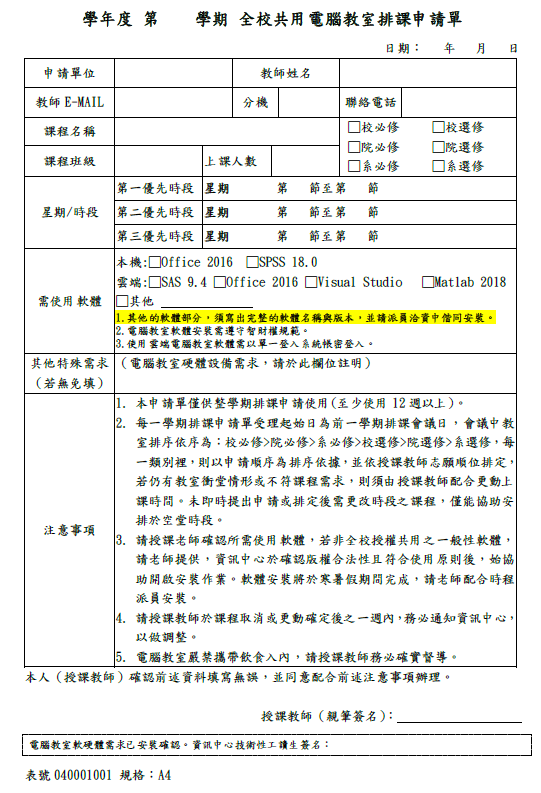 學年度 第　　學期 全校共用電腦教室排課申請單
日期：　年　月　日
申請單位　教師姓名
教師 E-MAIL　分機　聯絡電話
課程名稱　□校必修　□校選修
□院必修　□院選修
課程班級　上課人數　□系必修　□系選修
星期/時段
第一優先時段　星期　第　節至第　節
第二優先時段　星期　第　節至第　節
第三優先時段　星期　第　節至第　節
需使用軟體
本機:□Office 2016　□SPSS 18.0
雲端:□SAS 9.4 □Office 2016 □Visual Studio　□Matlab 2018
□其他
1.其他的軟體部分，須寫出完整的軟體名稱與版本，並請派員洽資中偕同安裝。
2.電腦教室軟體安裝需遵守智財權規範。
3.使用雲端電腦教室軟體需以單一登入系統帳密登入。
其他特殊需求
（若無免填）
（電腦教室硬體設備需求，請於此欄位註明）
注意事項
1. 本申請單僅供整學期排課申請使用(至少使用 12週以上)。
2. 每一學期排課申請單受理起始日為前一學期排課會議日，會議中教
室排序依序為：校必修>院必修>系必修>校選修>院選修>系選修，每
一類別裡，則以申請順序為排序依據，並依授課教師志願順位排定，
若仍有教室衝堂情形或不符課程需求，則須由授課教師配合更動上
課時間。未即時提出申請或排定後需更改時段之課程，僅能協助安
排於空堂時段。
3. 請授課老師確認所需使用軟體，若非全校授權共用之一般性軟體，
請老師提供，資訊中心於確認版權合法性且符合使用原則後，始協
助開啟安裝作業。軟體安裝將於寒暑假期間完成，請老師配合時程
派員安裝。
4. 請授課教師於課程取消或更動確定後之一週內，務必通知資訊中心，
以做調整。
5. 電腦教室嚴禁攜帶飲食入內，請授課教師務必確實督導。
本人（授課教師）確認前述資料填寫無誤，並同意配合前述注意事項辦理。
授課教師（親筆簽名）:
電腦教室軟硬體需求已安裝確認。資訊中心技術性工讀生簽名：
表號 040001001 規格：A4